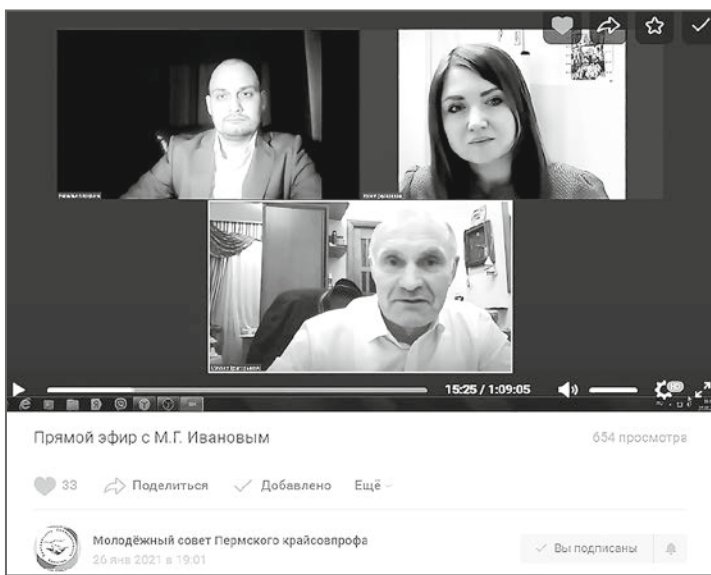 15:25 / 1:09:05
HD
Прямой эфир с М.Г. Ивановым
654 просмотра
33 Поделиться Добавлено Ещё
Молодёжный совет Пермского крайсовпрофа
26 янв 2021 в 19:01
Вы подписаны